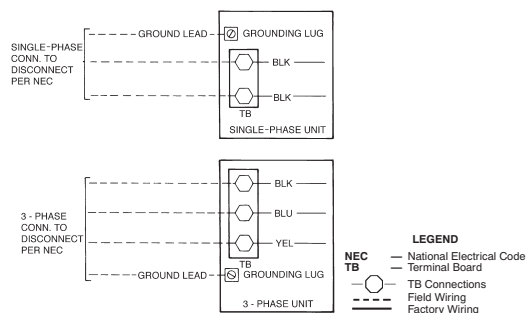 GROUND LEAD
GROUNDING LUG
SINGLE-PHASE
CONN. TO
DISCONNECT
PER NEC
BLK
BLK
TB
SINGLE-PHASE UNIT
BLK
BLU
YEL
3 - PHASE
CONN. TO
DISCONNECT
PER NEC
TB
GROUND LEAD
GROUNDING LUG
3 - PHASE UNIT
LEGEND
NEC — National Electrical Code
TB — Terminal Board
TB Connections
Field Wiring
Factory Wiring